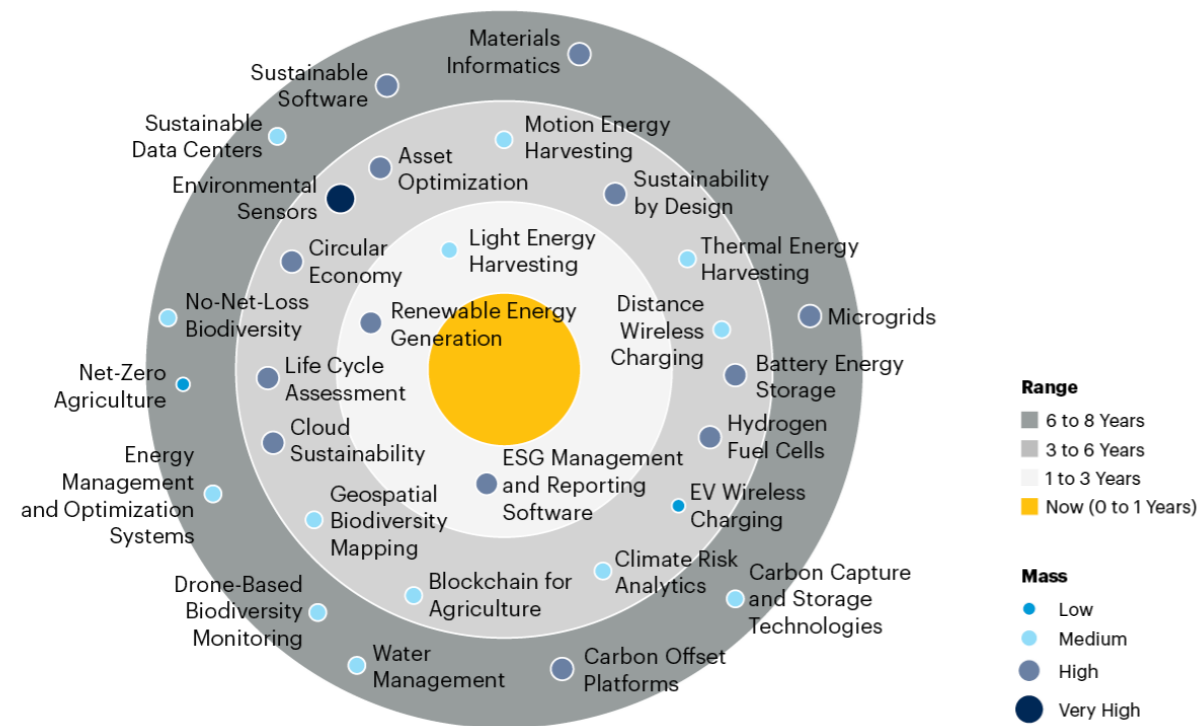 Materials
Informatics
Sustainable
Software
Sustainable
Data Centers
Motion Energy
Harvesting
Asset
Optimization
Environmental
Sensors
Sustainability
by Design
Light Energy
Harvesting
Circular
Economy
Thermal Energy
Harvesting
No-Net-Loss
Biodiversity
Renewable Energy
Generation
Distance
Wireless
Charging
Microgrids
Net-Zero
Agriculture
Life Cycle
Assessment
Battery Energy
Storage
Cloud
Sustainability
Hydrogen
Fuel Cells
Energy
Management
and Optimization
Systems
Geospatial
Biodiversity
Mapping
ESG Management
and Reporting
Software
EV Wireless
Charging
Drone-Based
Biodiversity
Monitoring
Blockchain for
Agriculture
Climate Risk
Analytics
Carbon Capture
and Storage
Technologies
Water
Management
Carbon Offset
Platforms
Range
6 to 8 Years
3 to 6 Years
1 to 3 Years
Now (0 to 1 Years)
Mass
Low
Medium
High
Very High